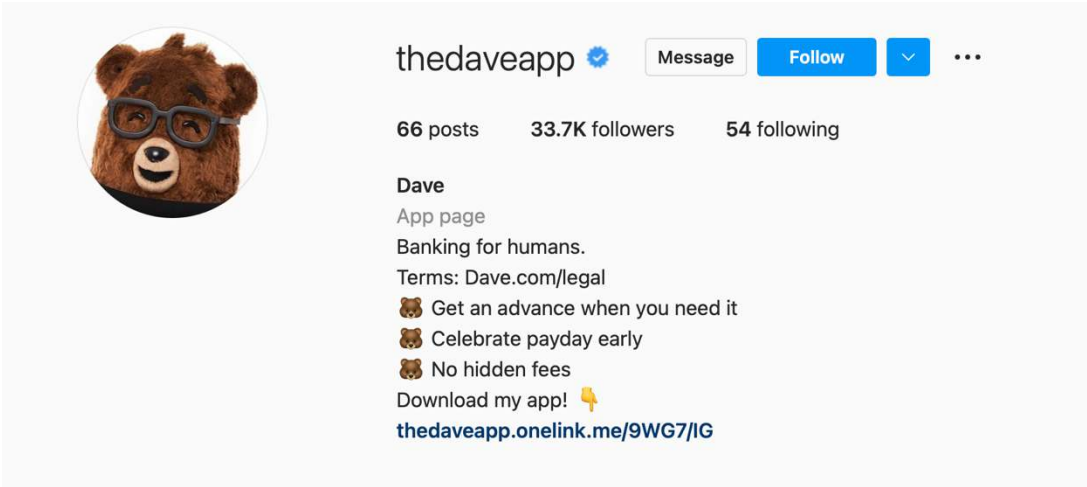 thedaveapp Message Follow
66 posts 33.7K followers 54 following
Dave
App page
Banking for humans.
Terms: Dave.com/legal
🐻 Get an advance when you need it
🐻 Celebrate payday early
🐻 No hidden fees
Download my app! 👇
thedaveapp.onelink.me/9WG7/IG